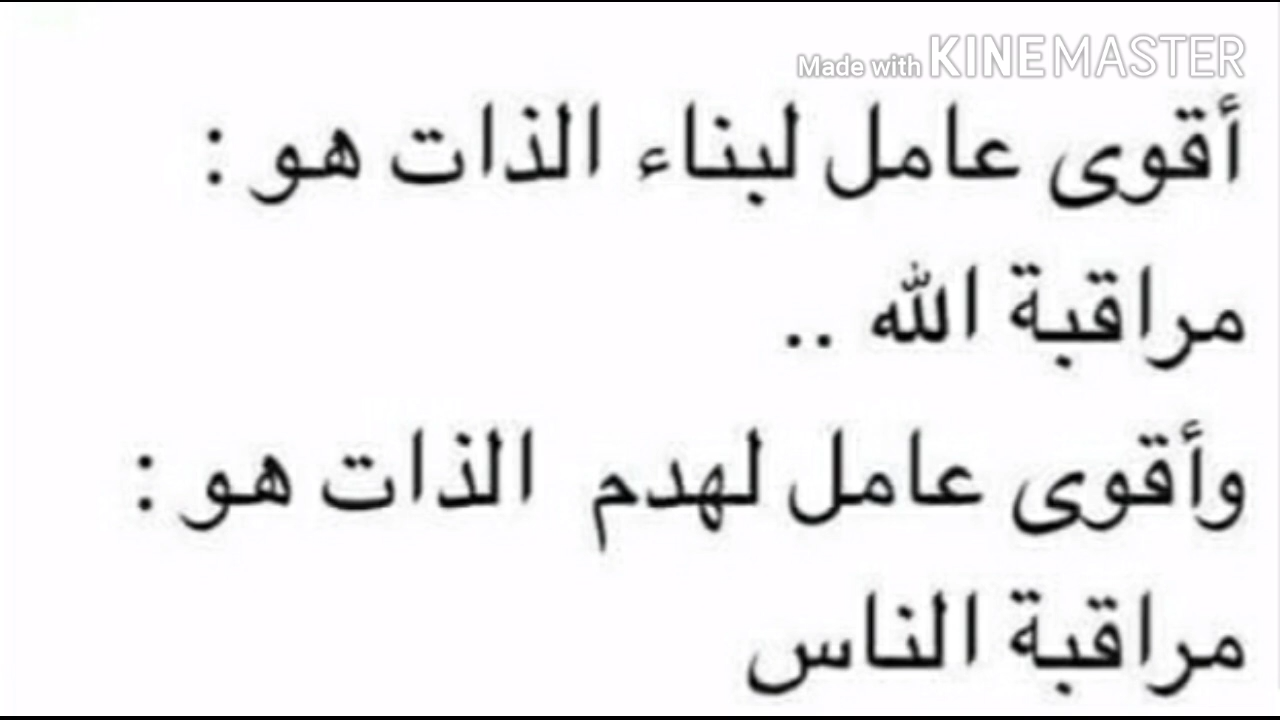 Made with KINEMASTER
أقوى عامل لبناء الذات هو :
مراقبة الله ..
وأقوى عامل لهدم الذات هو :
مراقبة الناس